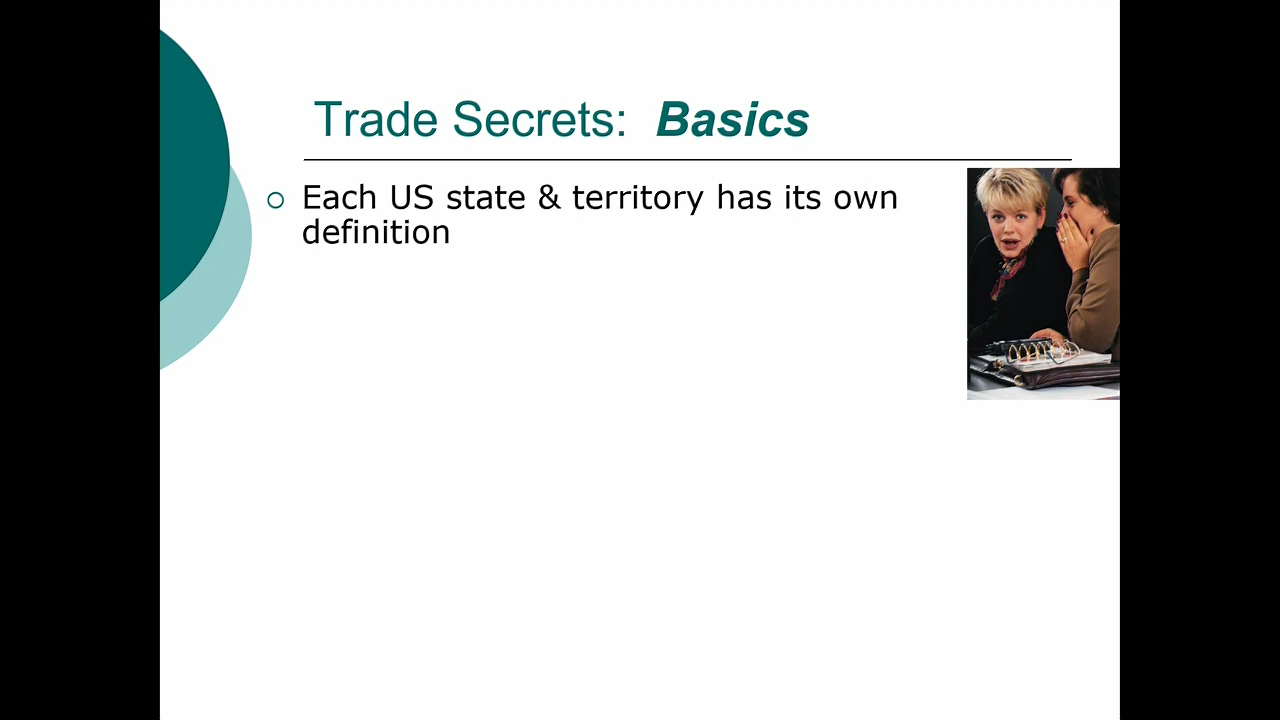 Trade Secrets: Basics
Each US state & territory has its own
definition